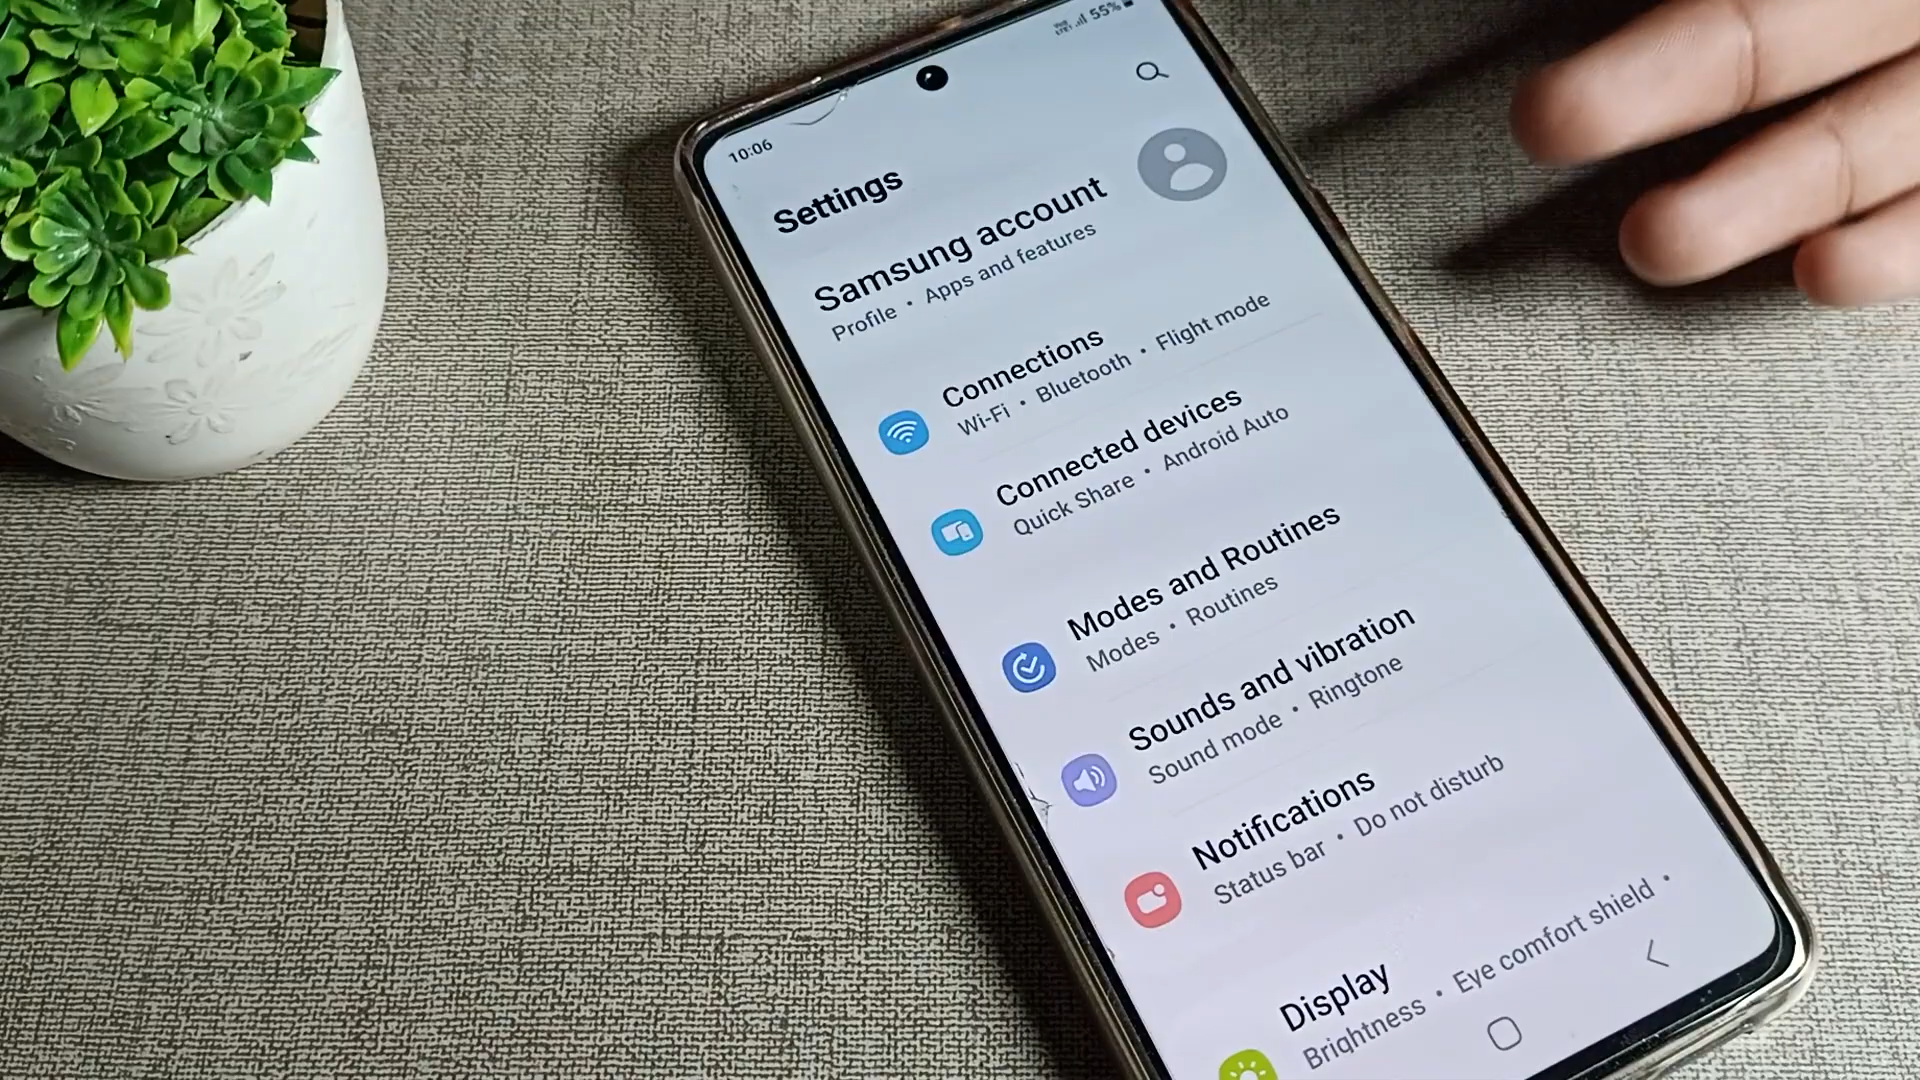 55%
10:06
Settings
Samsung account
Profile • Apps and features
Connections
Wi-Fi • Bluetooth • Flight mode
Connected devices
Quick Share • Android Auto
Modes and Routines
Modes • Routines
Sounds and vibration
Sound mode • Ringtone
Notifications
Status bar • Do not disturb
Display
Brightness • Eye comfort shield •